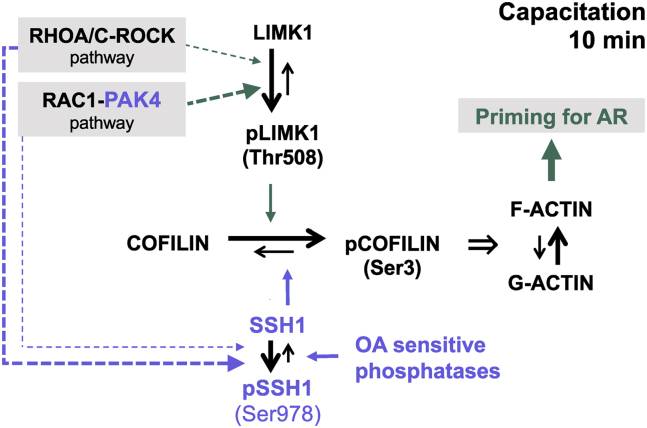 Capacitation
10 min
RHOA/C-ROCK
pathway
RAC1-PAK4
pathway
LIMK1
pLIMK1
(Thr508)
COFILIN
pCOFILIN
(Ser3)
⇒
Priming for AR
F-ACTIN
G-ACTIN
SSH1
pSSH1
(Ser978)
OA sensitive
phosphatases